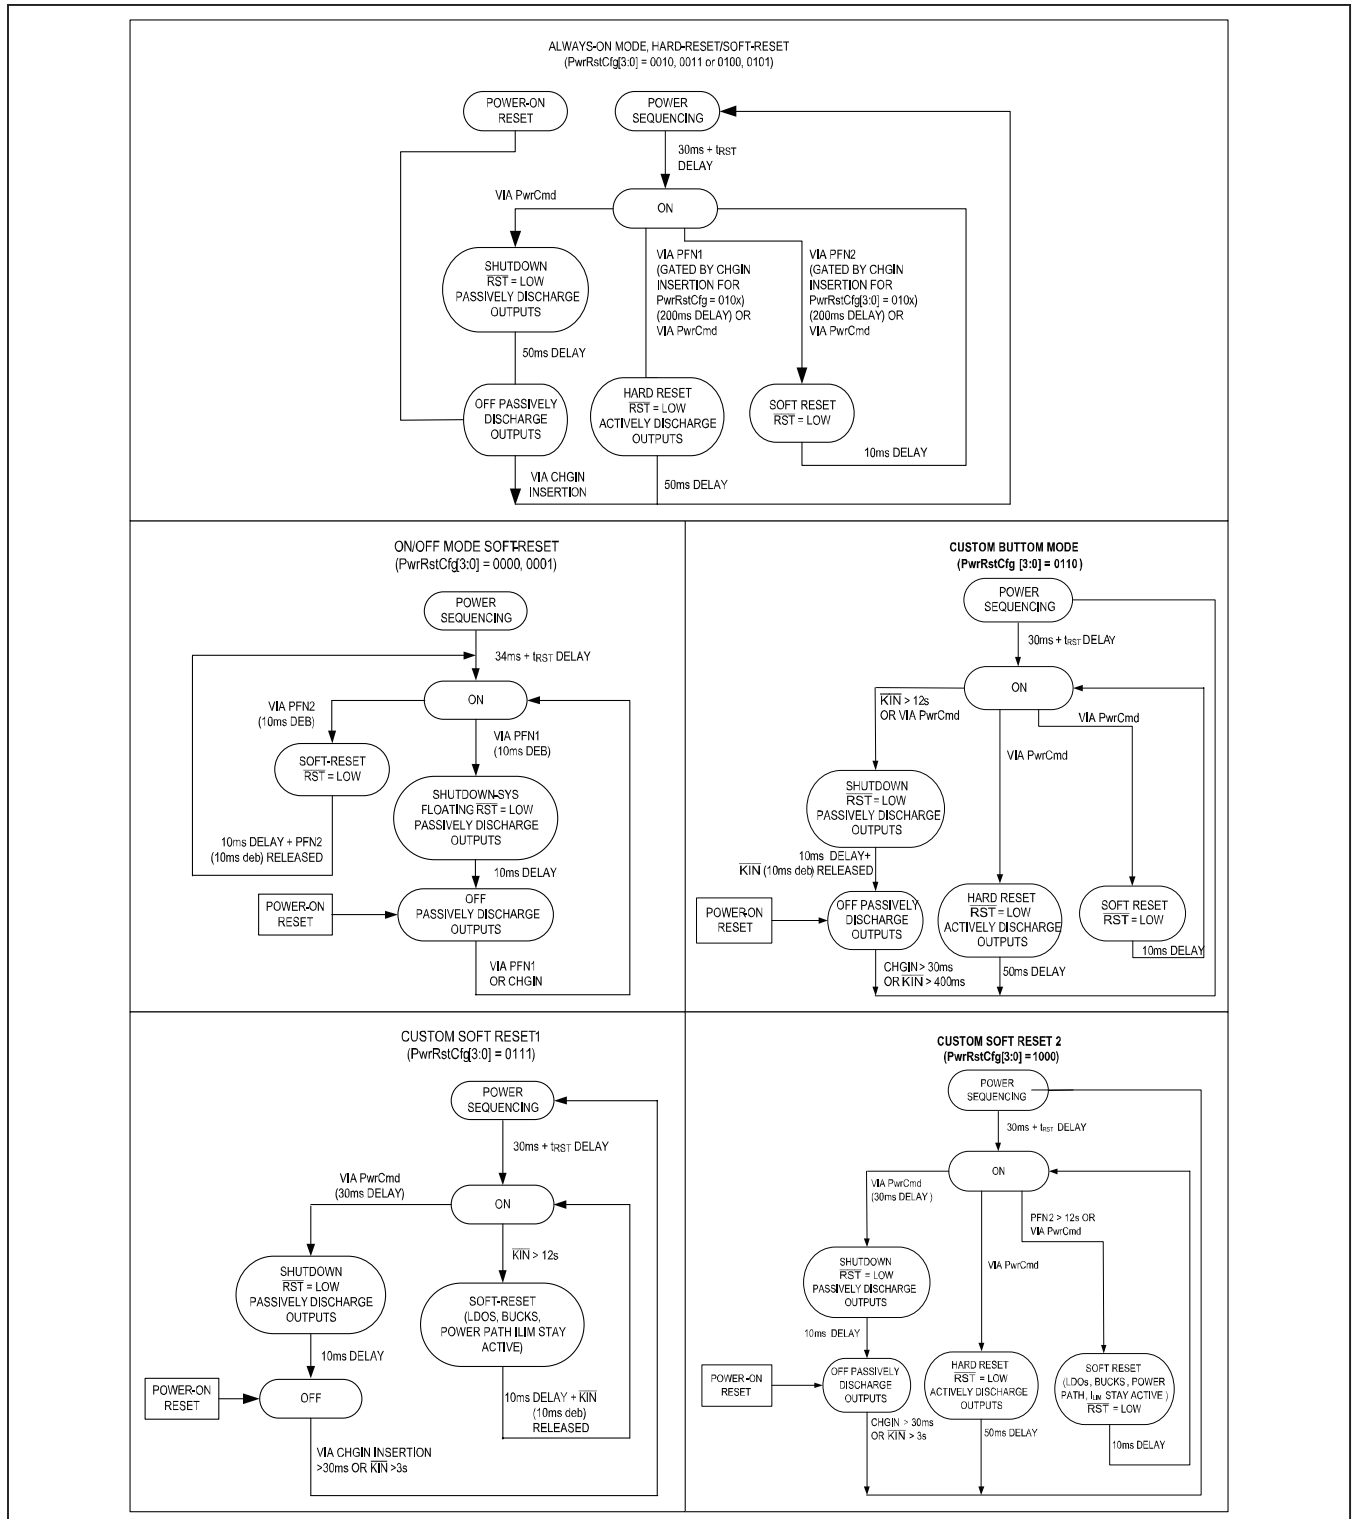 ALWAYS-ON MODE, HARD-RESET/SOFT-RESET
(PwrRstCfg[3:0] = 0010, 0011 or 0100, 0101)
POWER-ON
RESET
POWER
SEQUENCING
30ms + tRST
DELAY
VIA PwrCmd
ON
SHUTDOWN
RST = LOW
PASSIVELY DISCHARGE
OUTPUTS
VIA PFN1
(GATED BY CHGIN
INSERTION FOR
PwrRstCfg = 010x)
(200ms DELAY) OR
VIA PwrCmd
VIA PFN2
(GATED BY CHGIN
INSERTION FOR
PwrRstCfg[3:0] = 010x)
(200ms DELAY) OR
VIA PwrCmd
50ms DELAY
OFF PASSIVELY
DISCHARGE
OUTPUTS
HARD RESET
RST = LOW
ACTIVELY DISCHARGE
OUTPUTS
SOFT RESET
RST = LOW
10ms DELAY
VIA CHGIN
INSERTION
50ms DELAY
ON/OFF MODE SOFT-RESET
(PwrRstCfg[3:0] = 0000, 0001)
POWER
SEQUENCING
34ms + tRST DELAY
ON
VIA PFN2
(10ms DEB)
VIA PFN1
(10ms DEB)
SOFT-RESET
RST = LOW
SHUTDOWN-SYS
FLOATING RST = LOW
PASSIVELY DISCHARGE
OUTPUTS
10ms DELAY + PFN2
(10ms deb) RELEASED
10ms DELAY
POWER-ON
RESET
OFF
PASSIVELY DISCHARGE
OUTPUTS
VIA PFN1
OR CHGIN
CUSTOM BUTTOM MODE
(PwrRstCfg [3:0] = 0110)
POWER
SEQUENCING
30ms + tRST DELAY
ON
KIN > 12s
OR VIA PwrCmd
VIA PwrCmd
VIA PwrCmd
SHUTDOWN
RST = LOW
PASSIVELY DISCHARGE
OUTPUTS
10ms DELAY+
KIN (10ms deb) RELEASED
POWER-ON
RESET
OFF PASSIVELY
DISCHARGE
OUTPUTS
HARD RESET
RST = LOW
ACTIVELY DISCHARGE
OUTPUTS
SOFT RESET
RST = LOW
10ms DELAY
CHGIN > 30ms
OR KIN > 400ms
50ms DELAY
CUSTOM SOFT RESET1
(PwrRstCfg[3:0] = 0111)
POWER
SEQUENCING
30ms + tRST DELAY
VIA PwrCmd
(30ms DELAY)
ON
KIN > 12s
SHUTDOWN
RST = LOW
PASSIVELY DISCHARGE
OUTPUTS
SOFT-RESET
(LDOS, BUCKS,
POWER PATH ILIM STAY
ACTIVE)
10ms DELAY
POWER-ON
RESET
OFF
10ms DELAY + KIN
(10ms deb)
RELEASED
VIA CHGIN INSERTION
>30ms OR KIN >3s
CUSTOM SOFT RESET 2
(PwrRstCfg[3:0] = 1000)
POWER
SEQUENCING
30ms + tRST DELAY
ON
VIA PwrCmd
(30ms DELAY )
PFN2 > 12s OR
VIA PwrCmd
VIA PwrCmd
SHUTDOWN
RST = LOW
PASSIVELY DISCHARGE
OUTPUTS
10ms DELAY
POWER-ON
RESET
OFF PASSIVELY
DISCHARGE
OUTPUTS
HARD RESET
RST = LOW
ACTIVELY DISCHARGE
OUTPUTS
SOFT RESET
(LDOs, BUCKS , POWER
PATH, ILIM STAY ACTIVE )
RST = LOW
CHGIN > 30ms
OR KIN > 3s
50ms DELAY
10ms DELAY